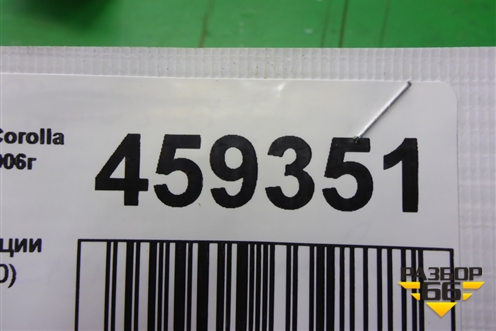 Corolla
006г
459351
ции
0)
РАЗБОР
66